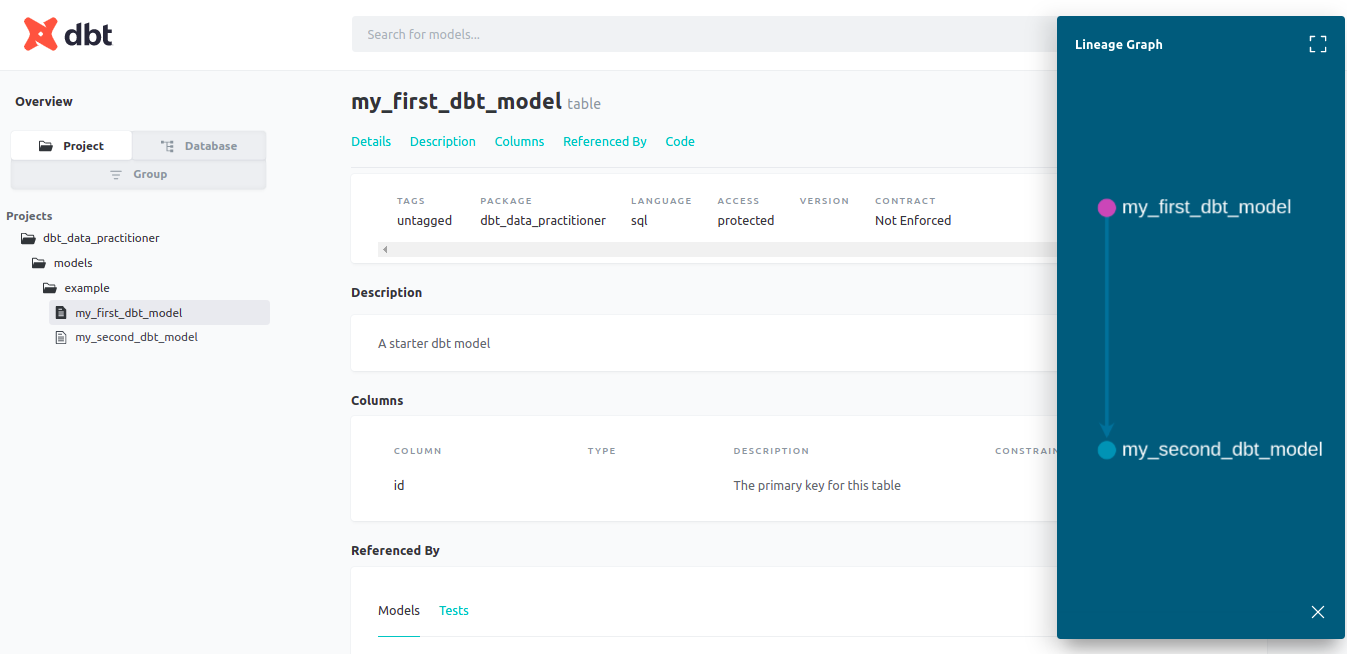 dbt
Search for models...
Overview
Project
Database
Group
Projects
dbt_data_practitioner
models
example
my_first_dbt_model
my_second_dbt_model
my_first_dbt_model table
Details Description Columns Referenced By Code
TAGS PACKAGE LANGUAGE ACCESS VERSION CONTRACT
untagged dbt_data_practitioner sql protected Not Enforced
Description
A starter dbt model
Columns
COLUMN TYPE DESCRIPTION CONSTRAIN
id The primary key for this table
Referenced By
Models Tests
Lineage Graph
my_first_dbt_model
my_second_dbt_model